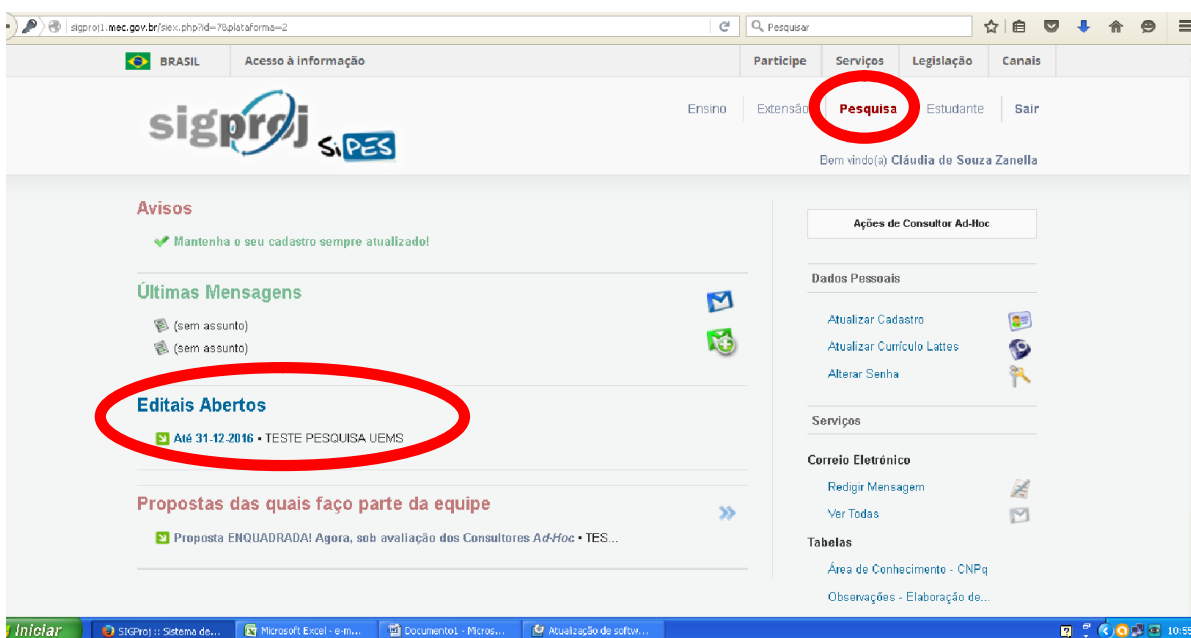 sigproj1.mec.gov.br/siex.php?id=7&plataforma=2
Pesquisar
BRASIL Acesso à informação Participe Serviços Legislação Canais
sigproj SiPES
Ensino Extensão Pesquisa Estudante Sair
Bem vindo(a) Cláudia de Souza Zanella
Avisos
Mantenha o seu cadastro sempre atualizado!
Últimas Mensagens
(sem assunto)
(sem assunto)
Editais Abertos
Até 31-12-2016 • TESTE PESQUISA UEMS
Propostas das quais faço parte da equipe
Proposta ENQUADRADA! Agora, sob avaliação dos Consultores Ad-Hoc • TES...
Ações de Consultor Ad-Hoc
Dados Pessoais
Atualizar Cadastro
Atualizar Currículo Lattes
Alterar Senha
Serviços
Correio Eletrônico
Redigir Mensagem
Ver Todas
Tabelas
Área de Conhecimento - CNPq
Observações - Elaboração de...
Iniciar SIGProj :: Sistema de... Microsoft Excel - e-m... Documento1 - Micros... Atualização de softw... 10:55